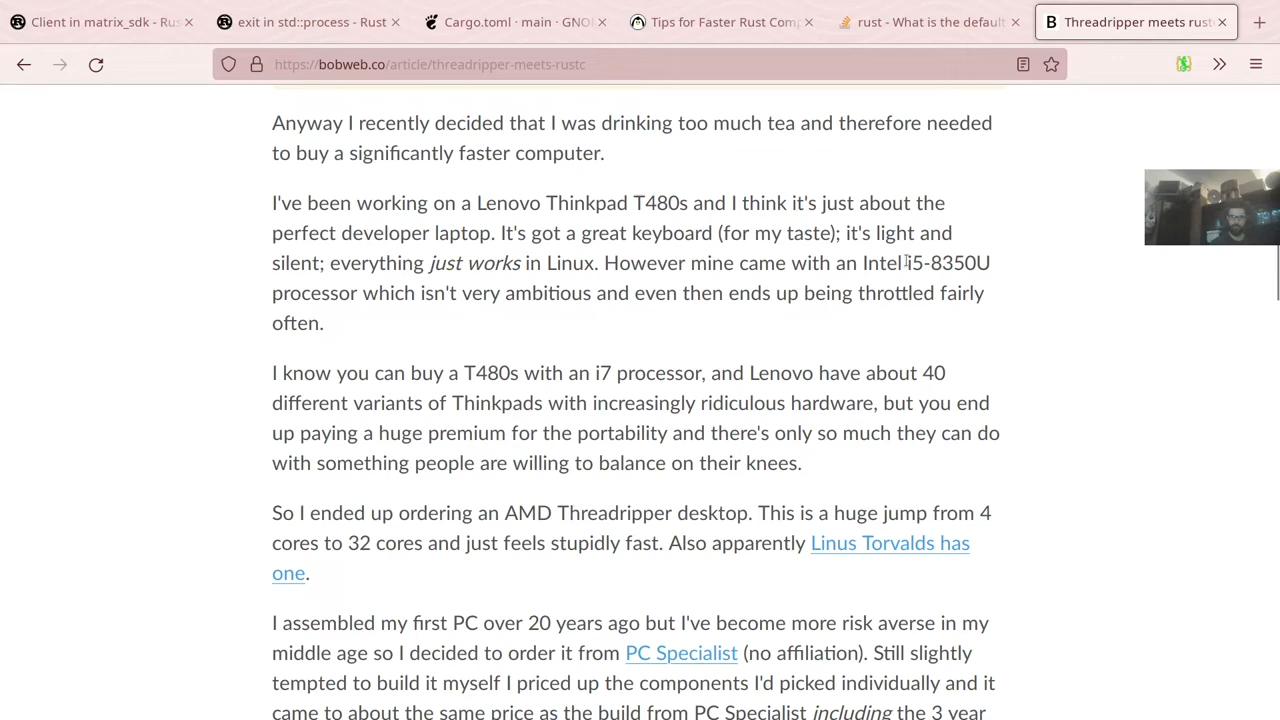 Client in matrix_sdk - Rus
exit in std::process - Rust
Cargo.toml · main · GNO
Tips for Faster Rust Comp
rust - What is the default
Threadripper meets rust
https://bobweb.co/article/threadripper-meets-rustc
Anyway I recently decided that I was drinking too much tea and therefore needed
to buy a significantly faster computer.
I've been working on a Lenovo Thinkpad T480s and I think it's just about the
perfect developer laptop. It's got a great keyboard (for my taste); it's light and
silent; everything just works in Linux. However mine came with an Intel i5-8350U
processor which isn't very ambitious and even then ends up being throttled fairly
often.
I know you can buy a T480s with an i7 processor, and Lenovo have about 40
different variants of Thinkpads with increasingly ridiculous hardware, but you end
up paying a huge premium for the portability and there's only so much they can do
with something people are willing to balance on their knees.
So I ended up ordering an AMD Threadripper desktop. This is a huge jump from 4
cores to 32 cores and just feels stupidly fast. Also apparently Linus Torvalds has
one.
I assembled my first PC over 20 years ago but I've become more risk averse in my
middle age so I decided to order it from PC Specialist (no affiliation). Still slightly
tempted to build it myself I priced up the components I'd picked individually and it
came to about the same price as the build from PC Specialist including the 3 year